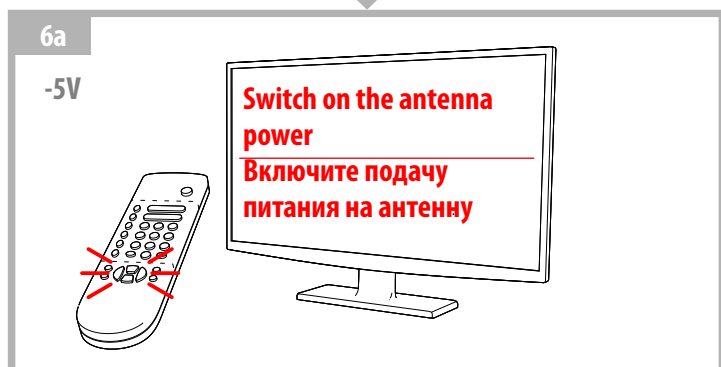 6a
-5V
Switch on the antenna
power
Включите подачу
питания на антенну